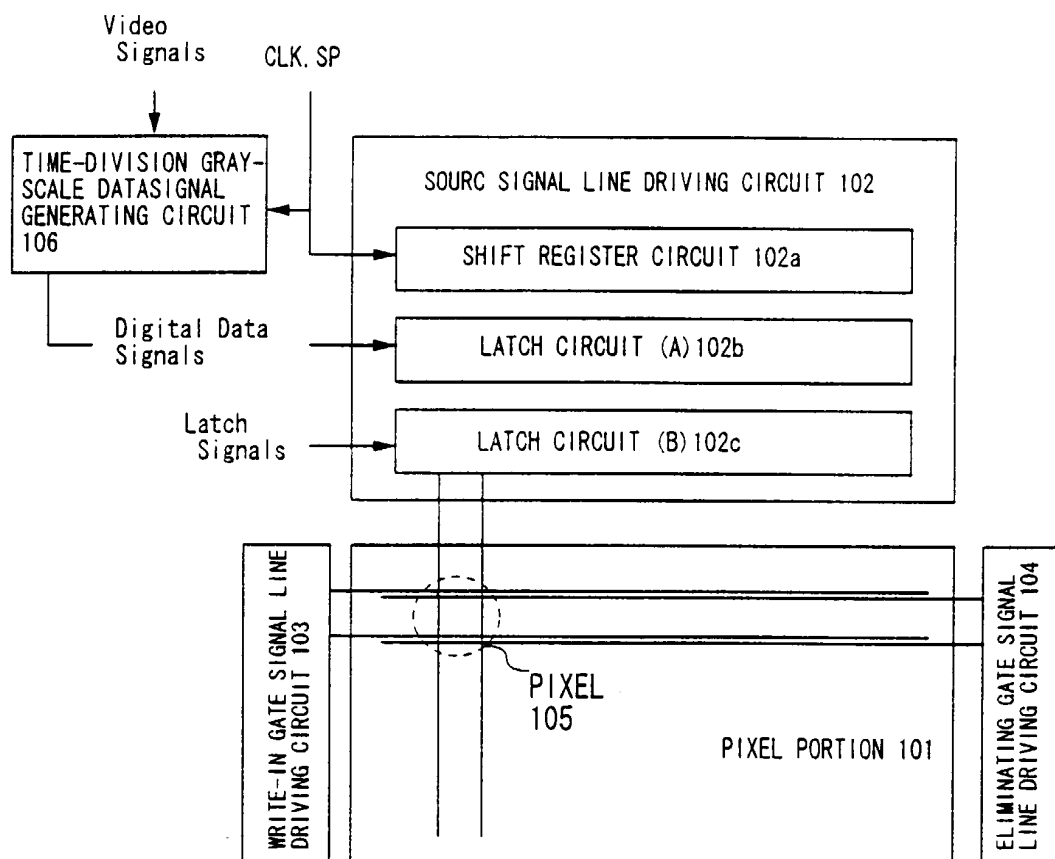 Video
Signals
CLK.SP
TIME-DIVISION GRAY-
SCALE DATASIGNAL
GENERATING CIRCUIT
106
SOURC SIGNAL LINE DRIVING CIRCUIT 102
SHIFT REGISTER CIRCUIT 102a
Digital Data
Signals
LATCH CIRCUIT (A)102b
Latch
Signals
LATCH CIRCUIT (B)102c
WRITE-IN GATE SIGNAL LINE
DRIVING CIRCUIT 103
PIXEL
105
PIXEL PORTION 101
ELIMINATING GATE SIGNAL
LINE DRIVING CIRCUIT 104